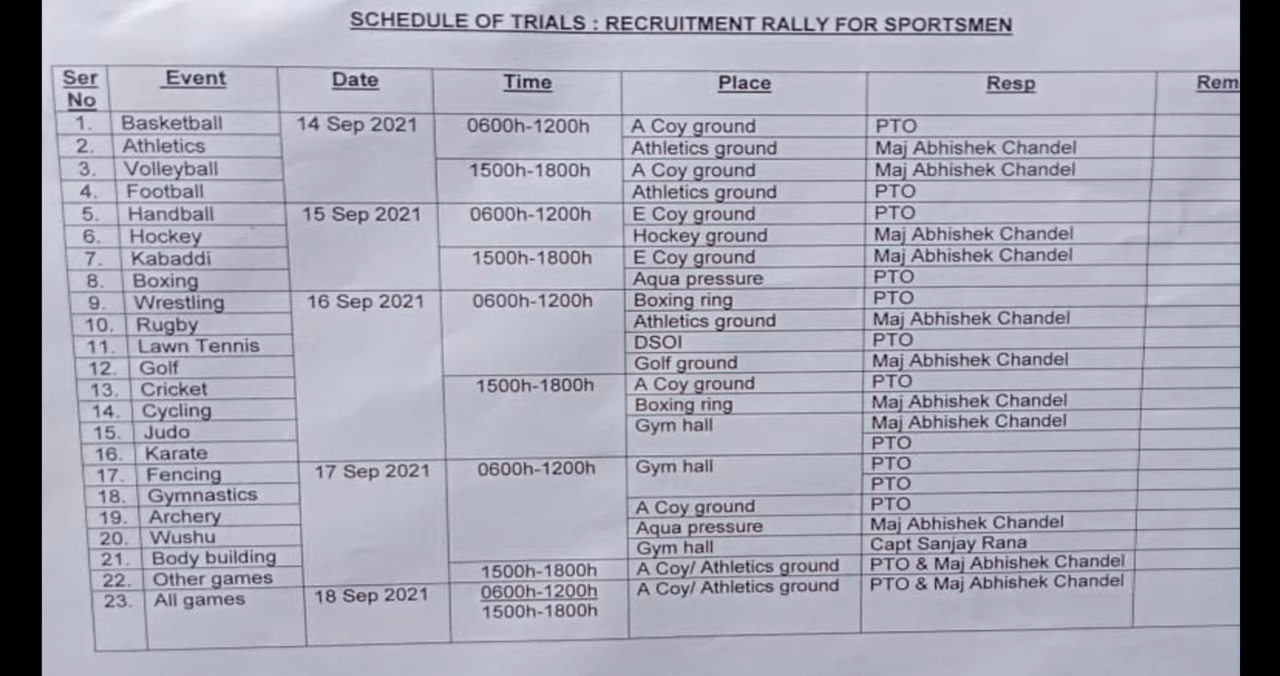 SCHEDULE OF TRIALS : RECRUITMENT RALLY FOR SPORTSMEN
Ser No Event Date Time Place Resp Rem
1. Basketball 14 Sep 2021 0600h-1200h A Coy ground PTO
2. Athletics Athletics ground Maj Abhishek Chandel
3. Volleyball 1500h-1800h A Coy ground Maj Abhishek Chandel
4. Football Athletics ground PTO
5. Handball 15 Sep 2021 0600h-1200h E Coy ground PTO
6. Hockey Hockey ground Maj Abhishek Chandel
7. Kabaddi 1500h-1800h E Coy ground Maj Abhishek Chandel
8. Boxing Aqua pressure PTO
9. Wrestling 16 Sep 2021 0600h-1200h Boxing ring PTO
10. Rugby Athletics ground Maj Abhishek Chandel
11. Lawn Tennis DSOI PTO
12. Golf Golf ground Maj Abhishek Chandel
13. Cricket 1500h-1800h A Coy ground PTO
14. Cycling Boxing ring Maj Abhishek Chandel
15. Judo Gym hall Maj Abhishek Chandel
16. Karate PTO
17. Fencing 17 Sep 2021 0600h-1200h Gym hall PTO
18. Gymnastics PTO
19. Archery A Coy ground PTO
20. Wushu Aqua pressure Maj Abhishek Chandel
21. Body building Gym hall Capt Sanjay Rana
22. Other games 1500h-1800h A Coy/ Athletics ground PTO & Maj Abhishek Chandel
23. All games 18 Sep 2021 0600h-1200h A Coy/ Athletics ground PTO & Maj Abhishek Chandel
1500h-1800h